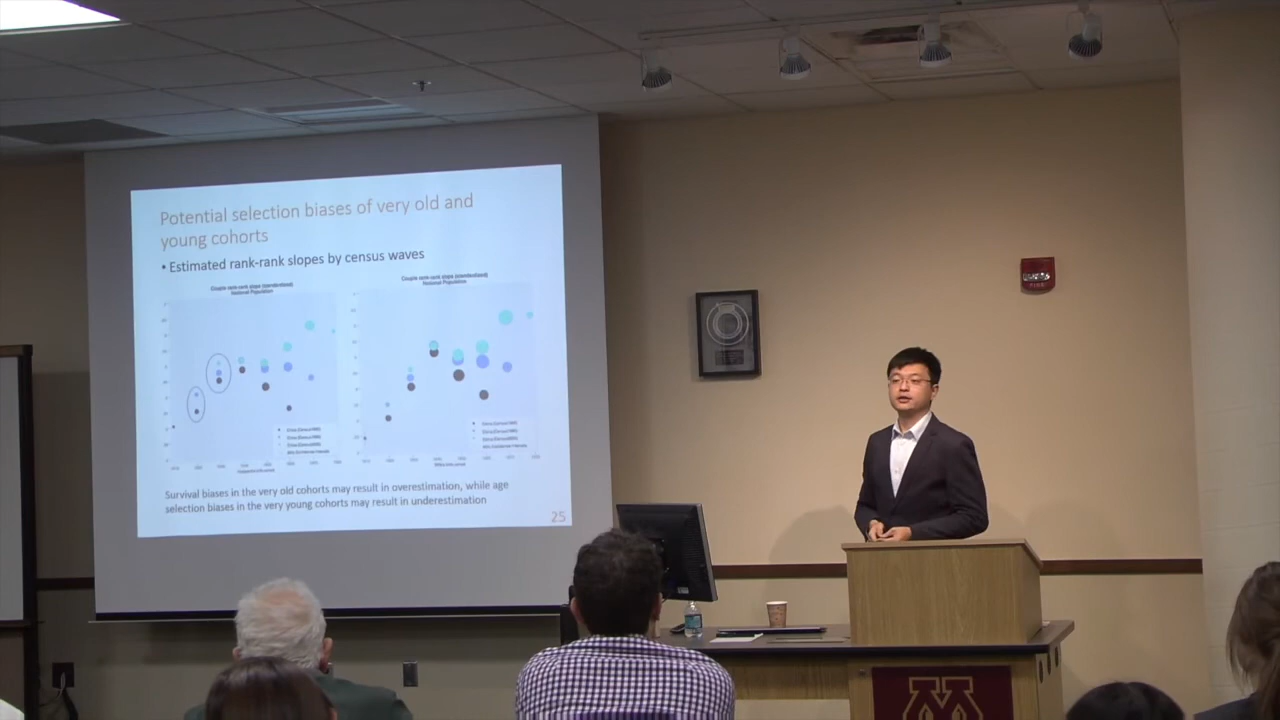 Potential selection biases of very old and
young cohorts
• Estimated rank-rank slopes by census waves
Couple rank-rank slope (standardized)
National Population
Couple rank-rank slope (standardized)
National Population
Survival biases in the very old cohorts may result in overestimation, while age
selection biases in the very young cohorts may result in underestimation
25
FIRE
M